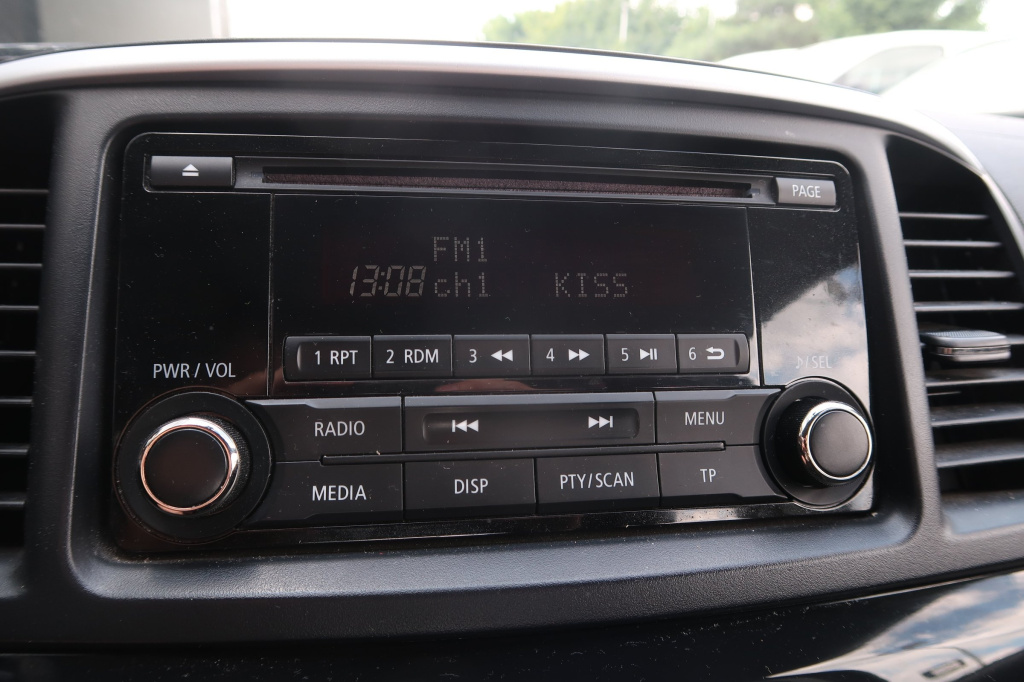 PAGE
FM1
13:08 ch1 KISS
1 RPT 2 RDM 3 4 5 6
PWR / VOL
♪/SEL
RADIO
MENU
MEDIA DISP PTY/SCAN TP